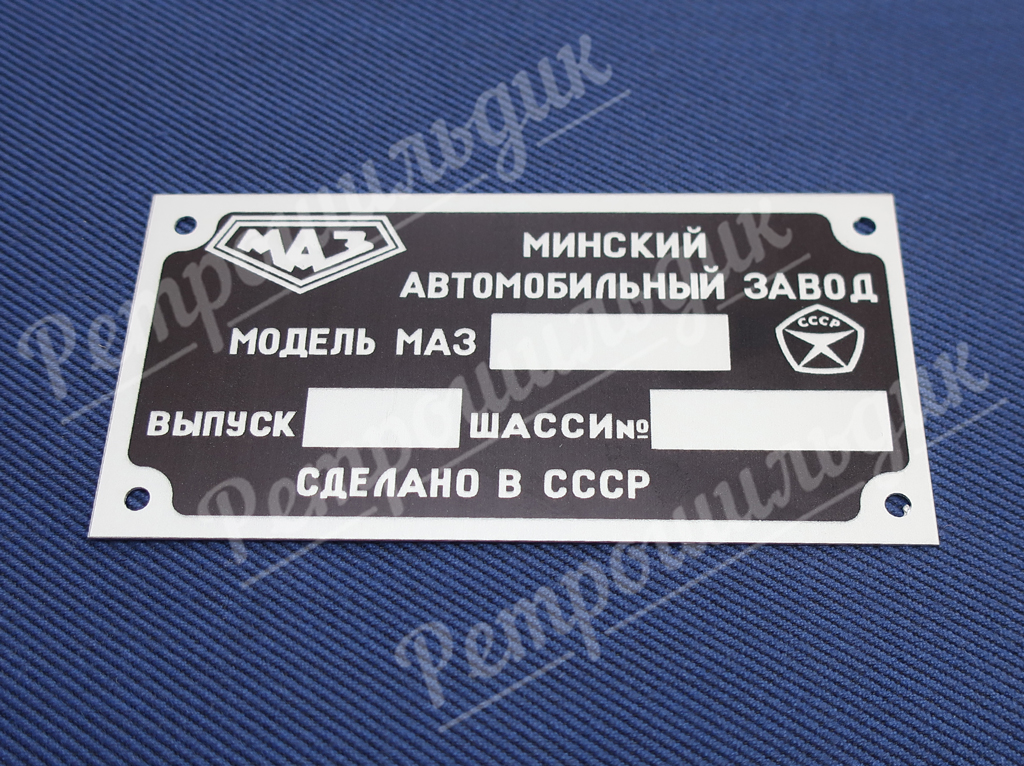 МАЗ
МИНСКИЙ
АВТОМОБИЛЬНЫЙ ЗАВОД
МОДЕЛЬ МАЗ
СССР
ВЫПУСК ШАССИ№
СДЕЛАНО В СССР
Ретрошильдик
Ретрошильдик
Ретрошильдик
Ретрошильдик